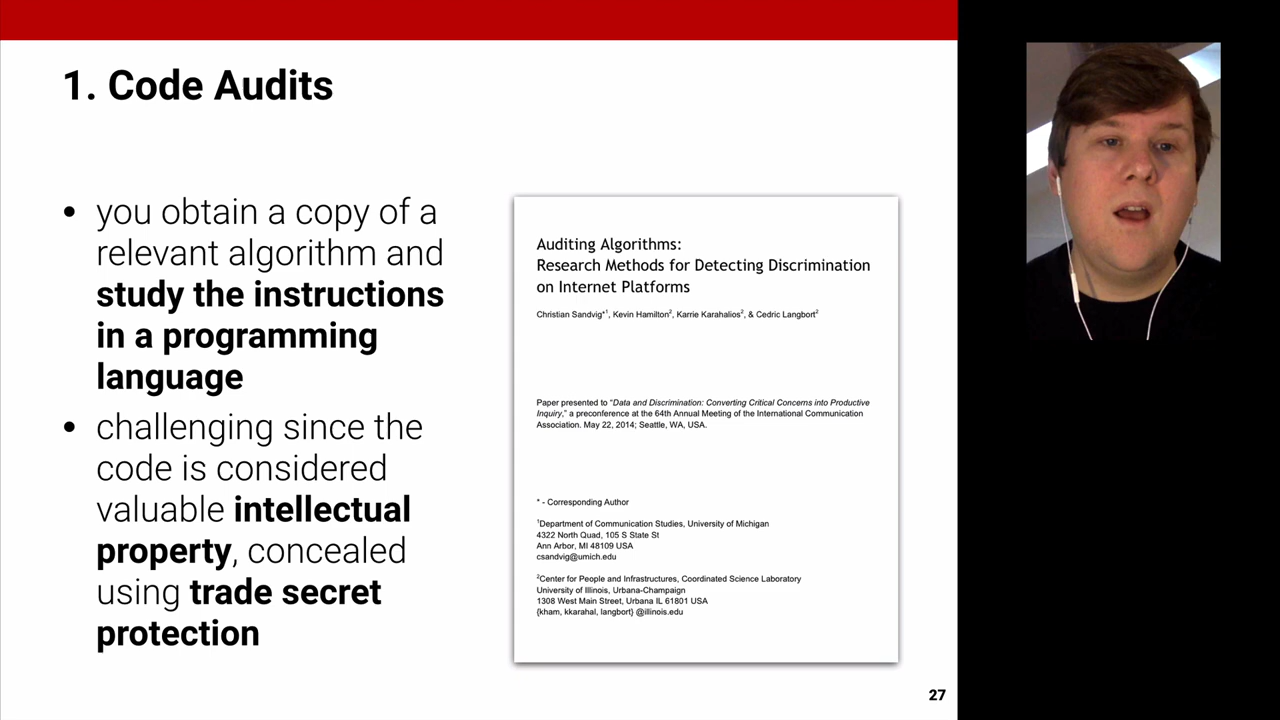 1. Code Audits
• you obtain a copy of a
relevant algorithm and
study the instructions
in a programming
language
• challenging since the
code is considered
valuable intellectual
property, concealed
using trade secret
protection
Auditing Algorithms:
Research Methods for Detecting Discrimination
on Internet Platforms
Christian Sandvig*1, Kevin Hamilton2, Karrie Karahalios2, & Cedric Langbort2
Paper presented to “Data and Discrimination: Converting Critical Concerns into Productive
Inquiry,” a preconference at the 64th Annual Meeting of the International Communication
Association. May 22, 2014; Seattle, WA, USA.
* - Corresponding Author
1Department of Communication Studies, University of Michigan
4322 North Quad, 105 S State St
Ann Arbor, MI 48109 USA
csandvig@umich.edu
2Center for People and Infrastructures, Coordinated Science Laboratory
University of Illinois, Urbana-Champaign
1308 West Main Street, Urbana IL 61801 USA
{kham, kkarahal, langbort} @illinois.edu
27